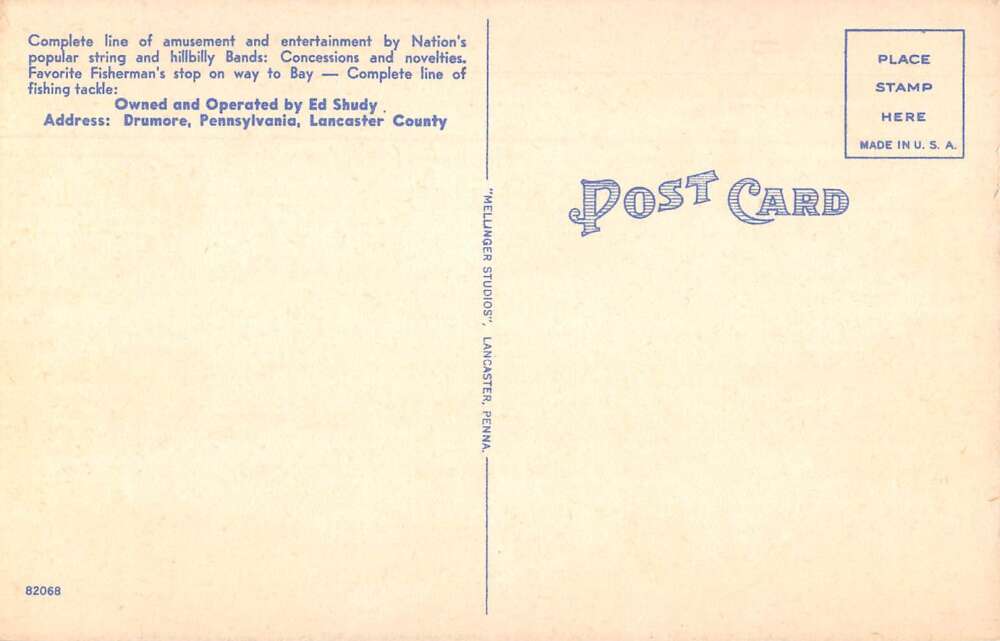 Complete line of amusement and entertainment by Nation's
popular string and hillbilly Bands: Concessions and novelties.
Favorite Fisherman's stop on way to Bay — Complete line of
fishing tackle:
Owned and Operated by Ed Shudy.
Address: Drumore, Pennsylvania, Lancaster County
82068
"MELLINGER STUDIOS", LANCASTER, PENNA.
PLACE
STAMP
HERE
MADE IN U. S. A.
POST CARD